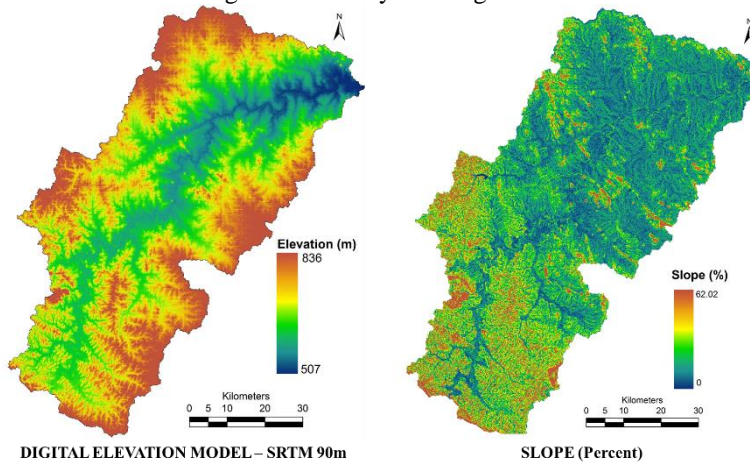 N
Elevation (m)
836
507
Kilometers
0 5 10 20 30
DIGITAL ELEVATION MODEL – SRTM 90m
N
Slope (%)
62.02
0
Kilometers
0 5 10 20 30
SLOPE (Percent)